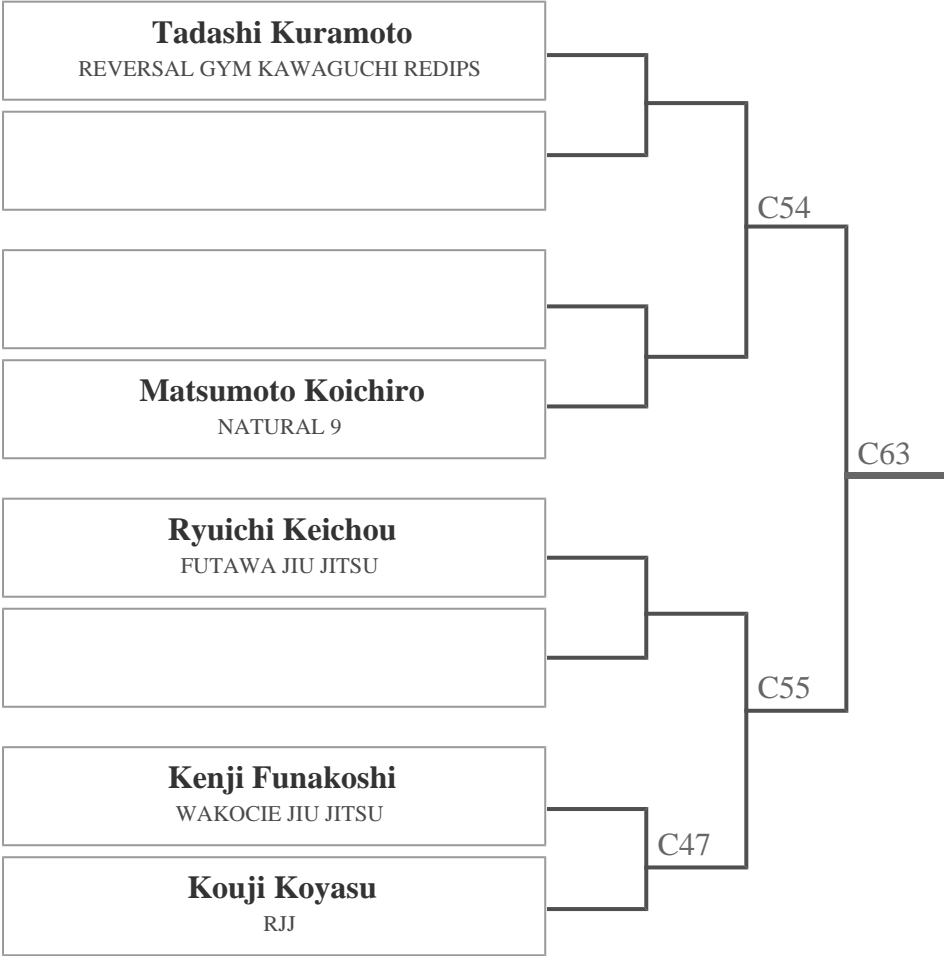 Tadashi Kuramoto
REVERSAL GYM KAWAGUCHI REDIPS
C54
Matsumoto Koichiro
NATURAL 9
C63
Ryuichi Keichou
FUTAWA JIU JITSU
C55
Kenji Funakoshi
WAKOCIE JIU JITSU
C47
Kouji Koyasu
RJJ